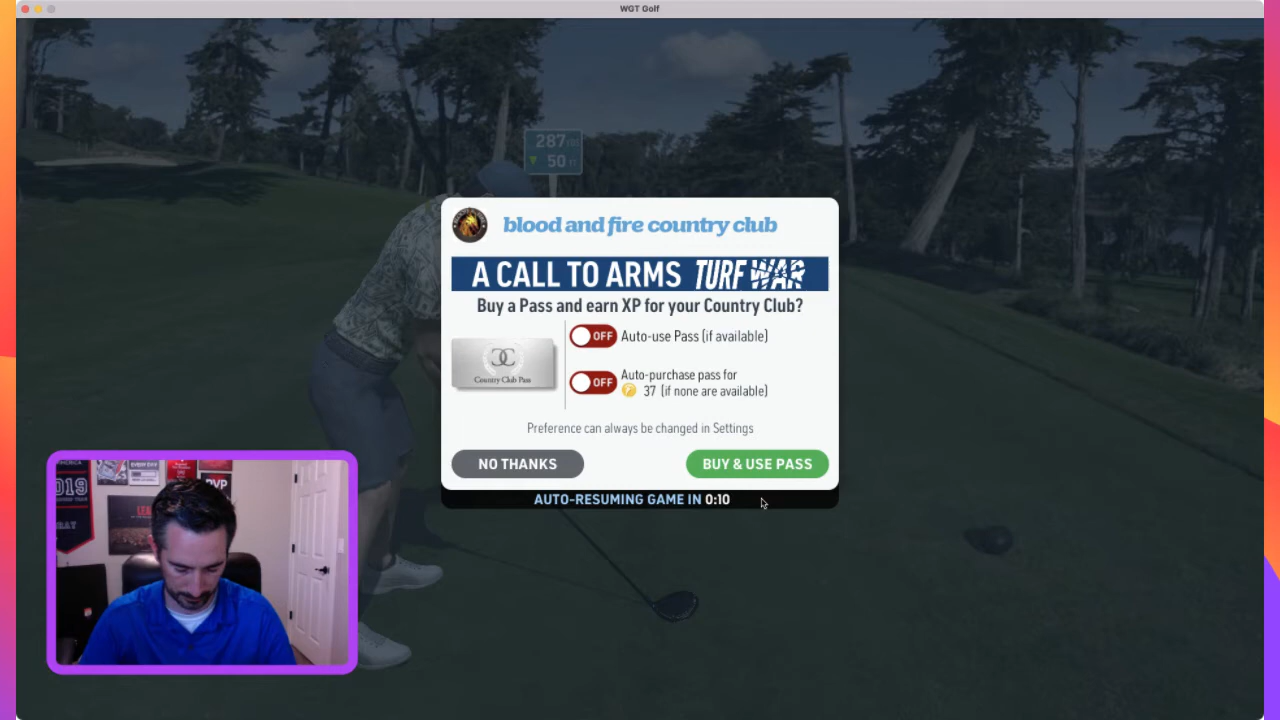 WGT Golf
287 YDS
50 FT
blood and fire country club
A CALL TO ARMS TURF WAR
Buy a Pass and earn XP for your Country Club?
OFF Auto-use Pass (if available)
CC
Country Club Pass
OFF Auto-purchase pass for
37 (if none are available)
Preference can always be changed in Settings
NO THANKS
BUY & USE PASS
AUTO-RESUMING GAME IN 0:10